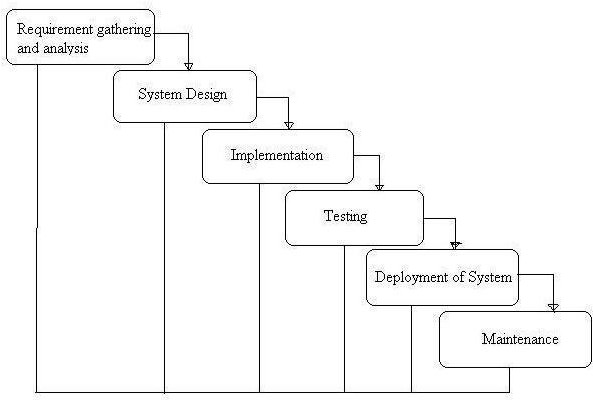 Requirement gathering
and analysis
System Design
Implementation
Testing
Deployment of System
Maintenance